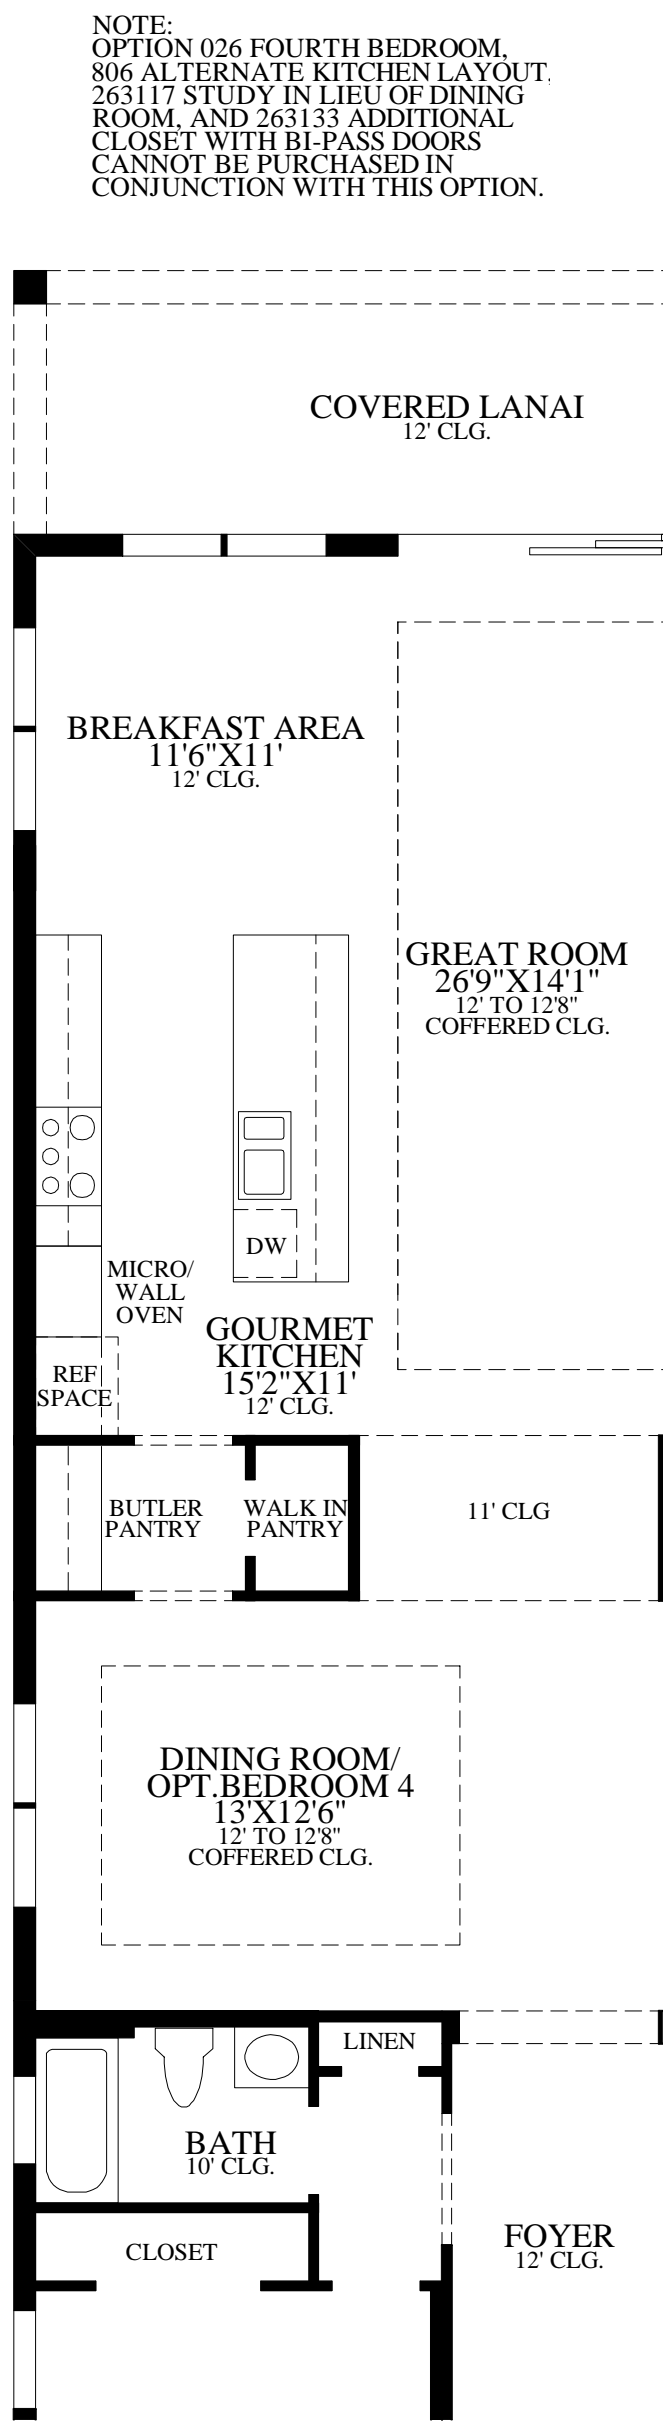 NOTE:
OPTION 026 FOURTH BEDROOM,
806 ALTERNATE KITCHEN LAYOUT,
263117 STUDY IN LIEU OF DINING
ROOM, AND 263133 ADDITIONAL
CLOSET WITH BI-PASS DOORS
CANNOT BE PURCHASED IN
CONJUNCTION WITH THIS OPTION.
COVERED LANAI
12' CLG.
BREAKFAST AREA
11'6"X11'
12' CLG.
GREAT ROOM
26'9"X14'1"
12' TO 12'8"
COFFERED CLG.
DW
MICRO/
WALL
OVEN
GOURMET
KITCHEN
15'2"X11'
12' CLG.
REF
SPACE
BUTLER
PANTRY
WALK IN
PANTRY
11' CLG
DINING ROOM/
OPT.BEDROOM 4
13'X12'6"
12' TO 12'8"
COFFERED CLG.
LINEN
BATH
10' CLG.
CLOSET
FOYER
12' CLG.